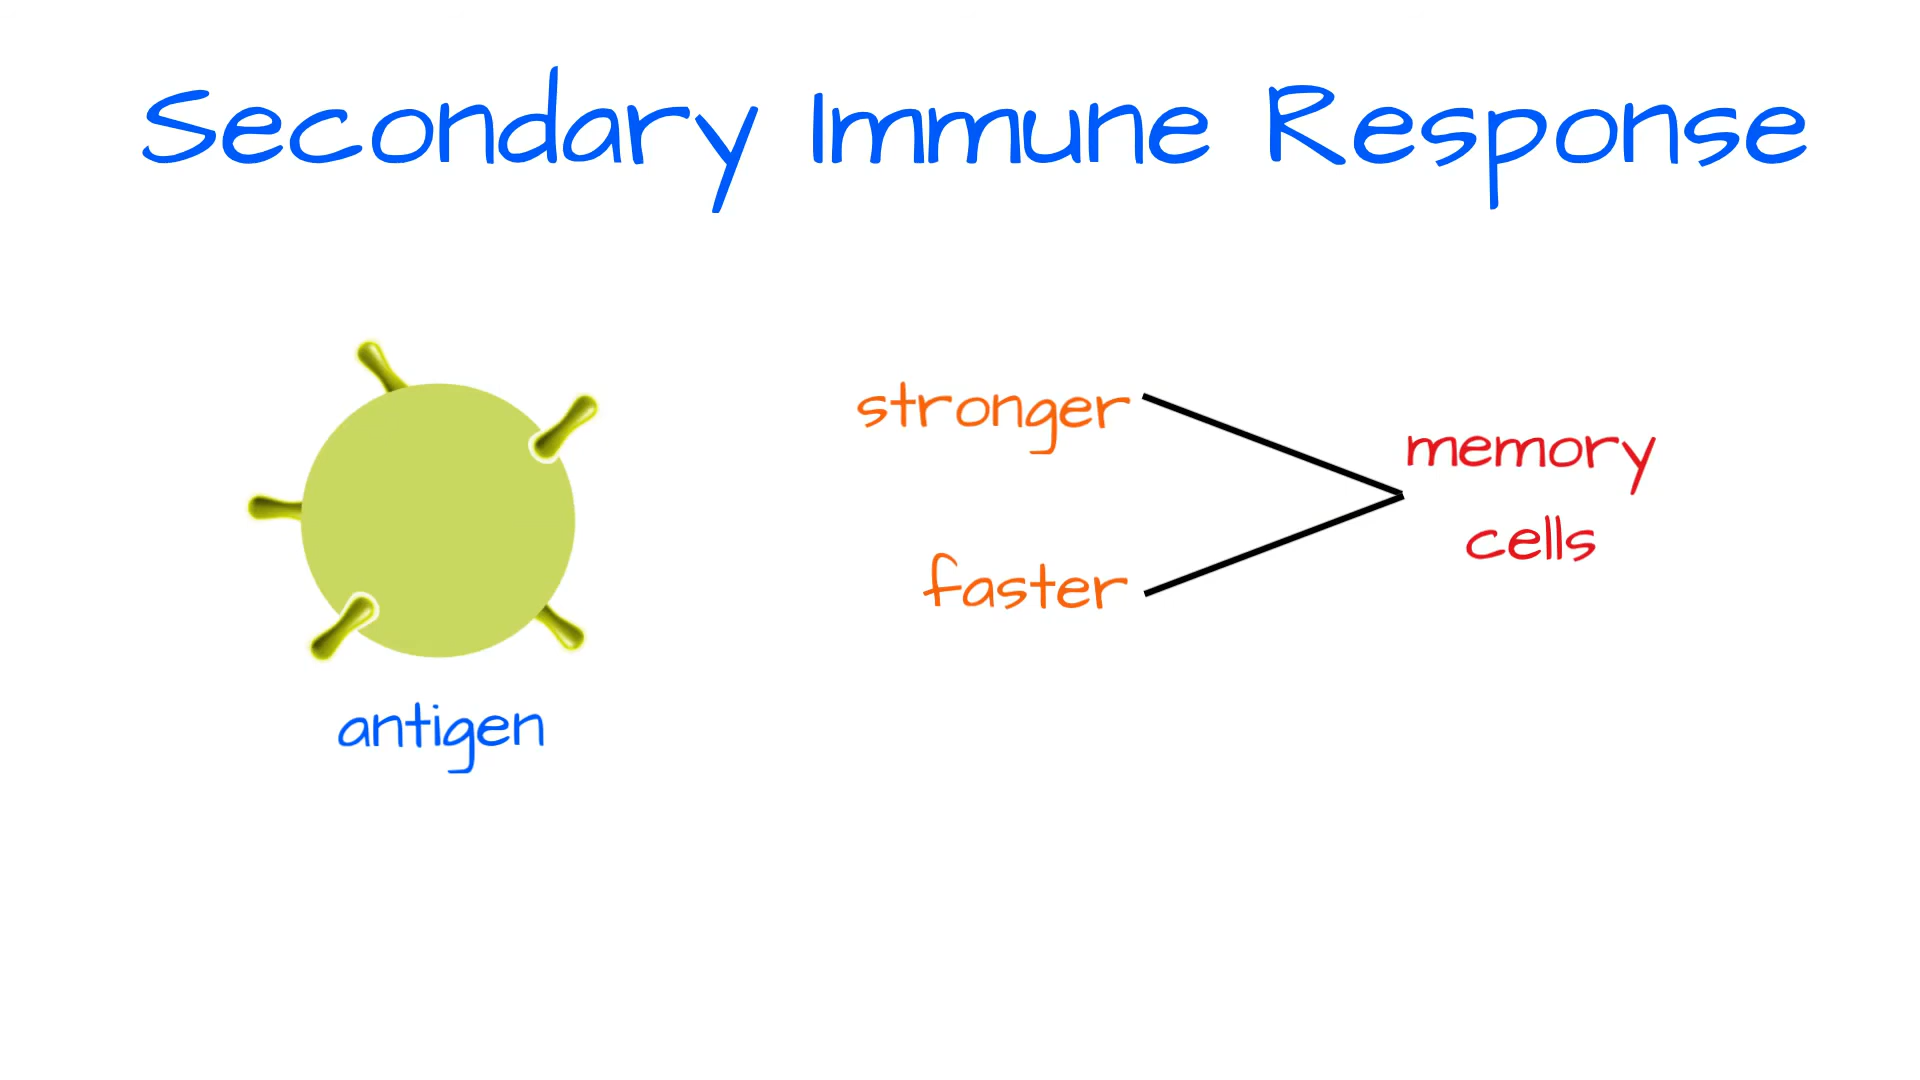 Secondary Immune Response
stronger
memory
cells
faster
antigen